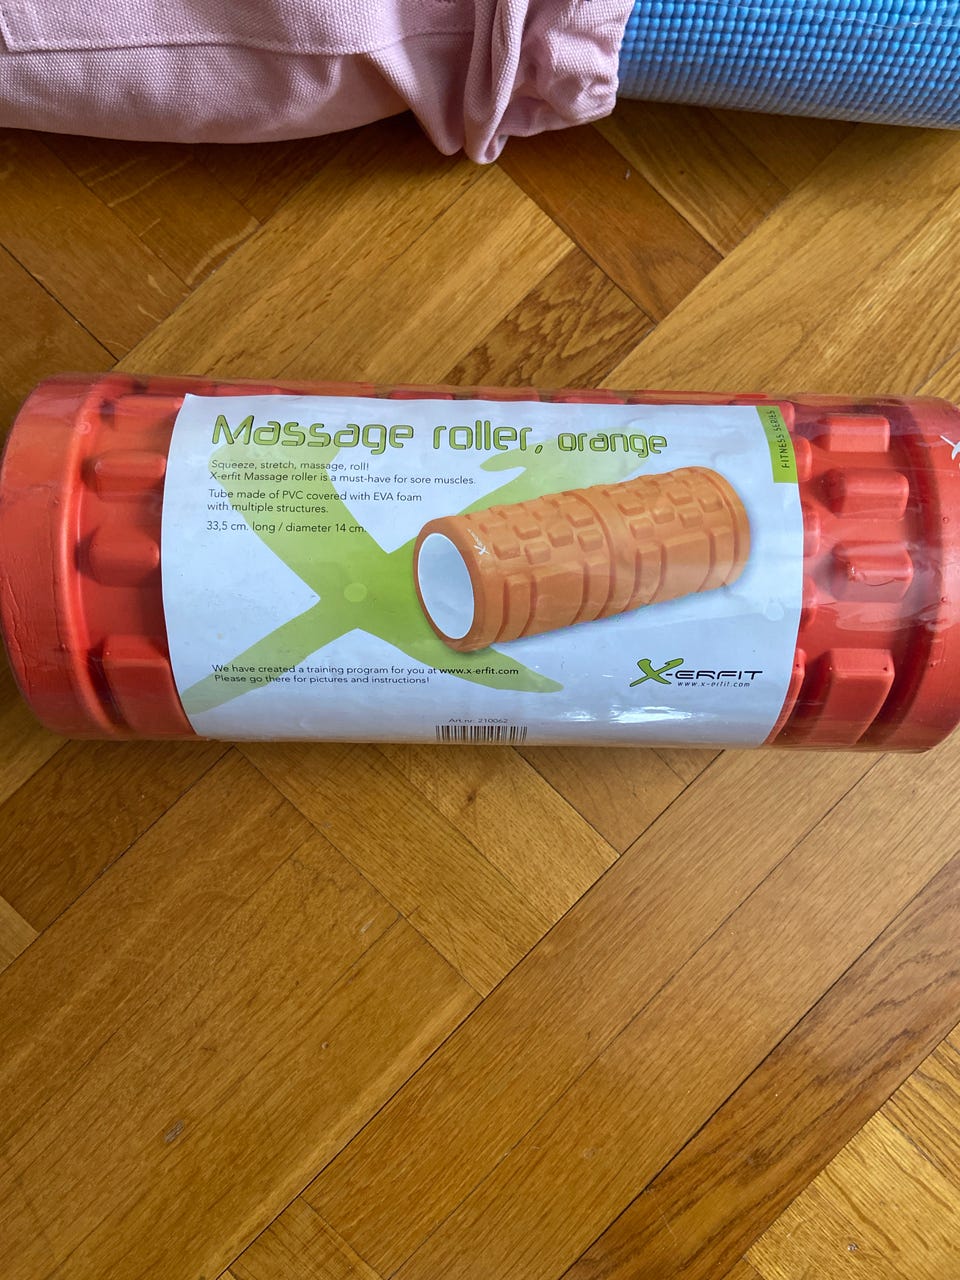 Massage roller, orange
Squeeze, stretch, massage, roll!
X-erfit Massage roller is a must-have for sore muscles.
Tube made of PVC covered with EVA foam
with multiple structures.
33,5 cm. long / diameter 14 cm.
FITNESS SERIES
We have created a training program for you at www.x-erfit.com
Please go there for pictures and instructions!
X-ERFIT
www.x-erfit.com
Art.nr: 210062